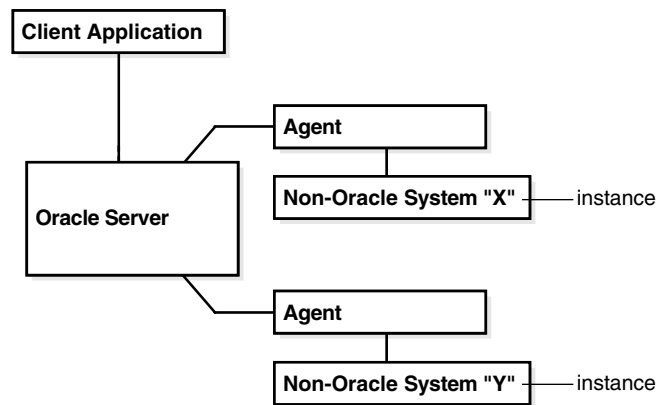 Client Application
Agent
Non-Oracle System "X"
instance
Oracle Server
Agent
Non-Oracle System "Y"
instance